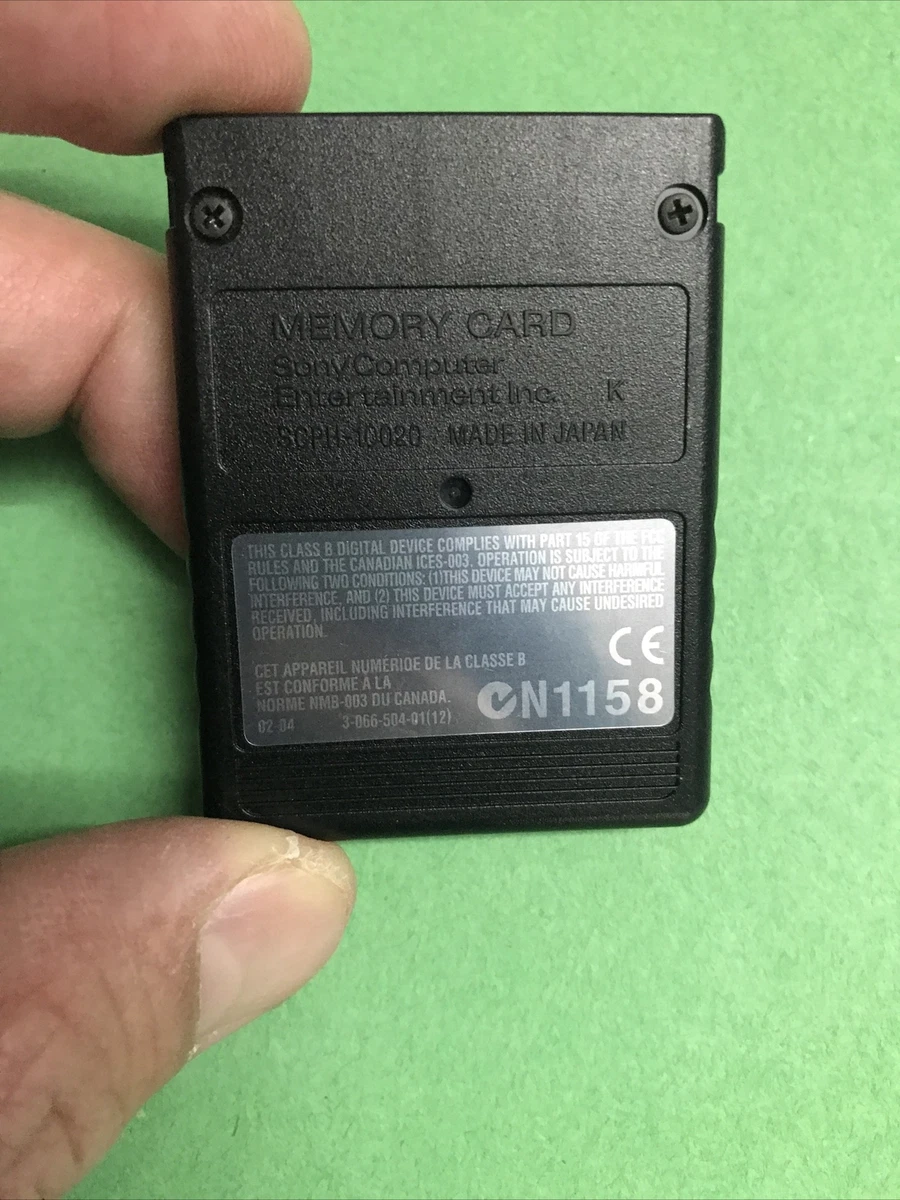 MEMORY CARD
Sony Computer
Entertainment Inc. K
SCPH-10020 MADE IN JAPAN
THIS CLASS B DIGITAL DEVICE COMPLIES WITH PART 15 OF THE FCC
RULES AND THE CANADIAN ICES-003. OPERATION IS SUBJECT TO THE
FOLLOWING TWO CONDITIONS: (1)THIS DEVICE MAY NOT CAUSE HARMFUL
INTERFERENCE, AND (2) THIS DEVICE MUST ACCEPT ANY INTERFERENCE
RECEIVED, INCLUDING INTERFERENCE THAT MAY CAUSE UNDESIRED
OPERATION.
CE
CET APPAREIL NUMÉRIQE DE LA CLASSE B
EST CONFORME À LA
NORME NMB-003 DU CANADA.
N1158
02-04 3-066-504-01(12)